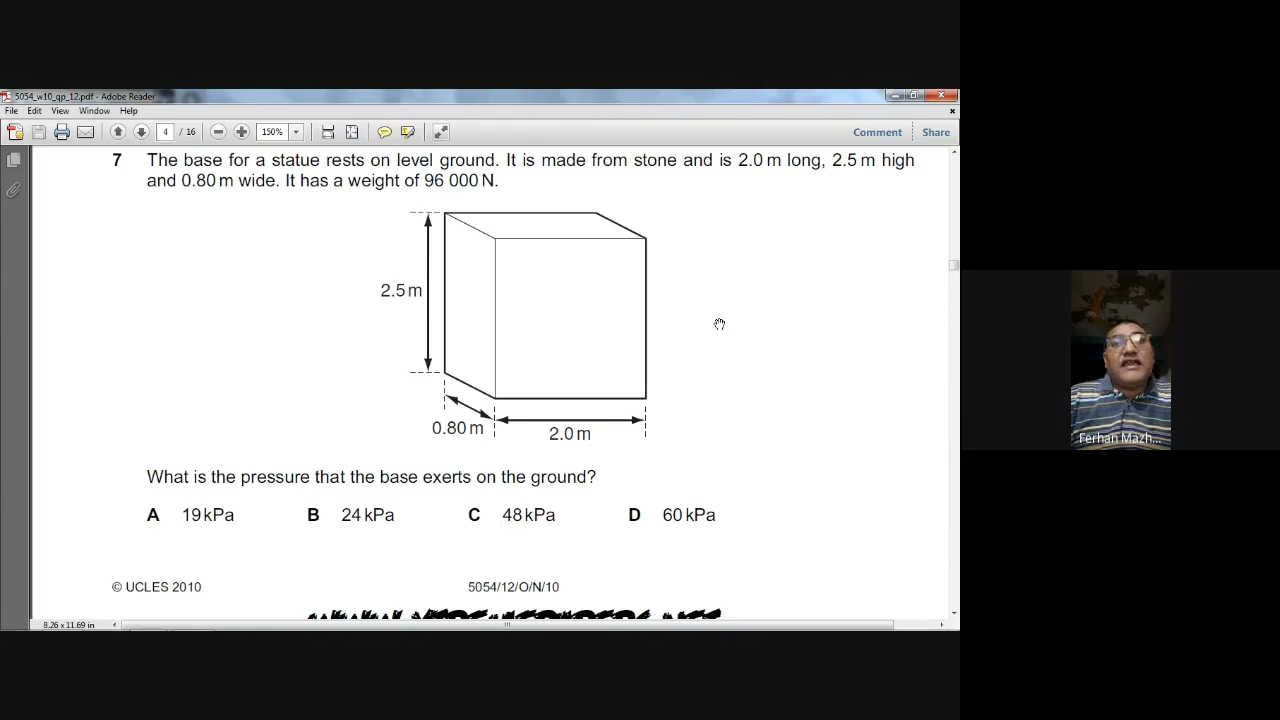 5054_w10_qp_12.pdf - Adobe Reader
File Edit View Window Help
4 / 16 150% Comment Share
7 The base for a statue rests on level ground. It is made from stone and is 2.0 m long, 2.5 m high
and 0.80 m wide. It has a weight of 96 000 N.
2.5 m
0.80 m
2.0 m
What is the pressure that the base exerts on the ground?
A 19 kPa B 24 kPa C 48 kPa D 60 kPa
© UCLES 2010 5054/12/O/N/10
8.26 x 11.69 in
Ferhan Mazh...